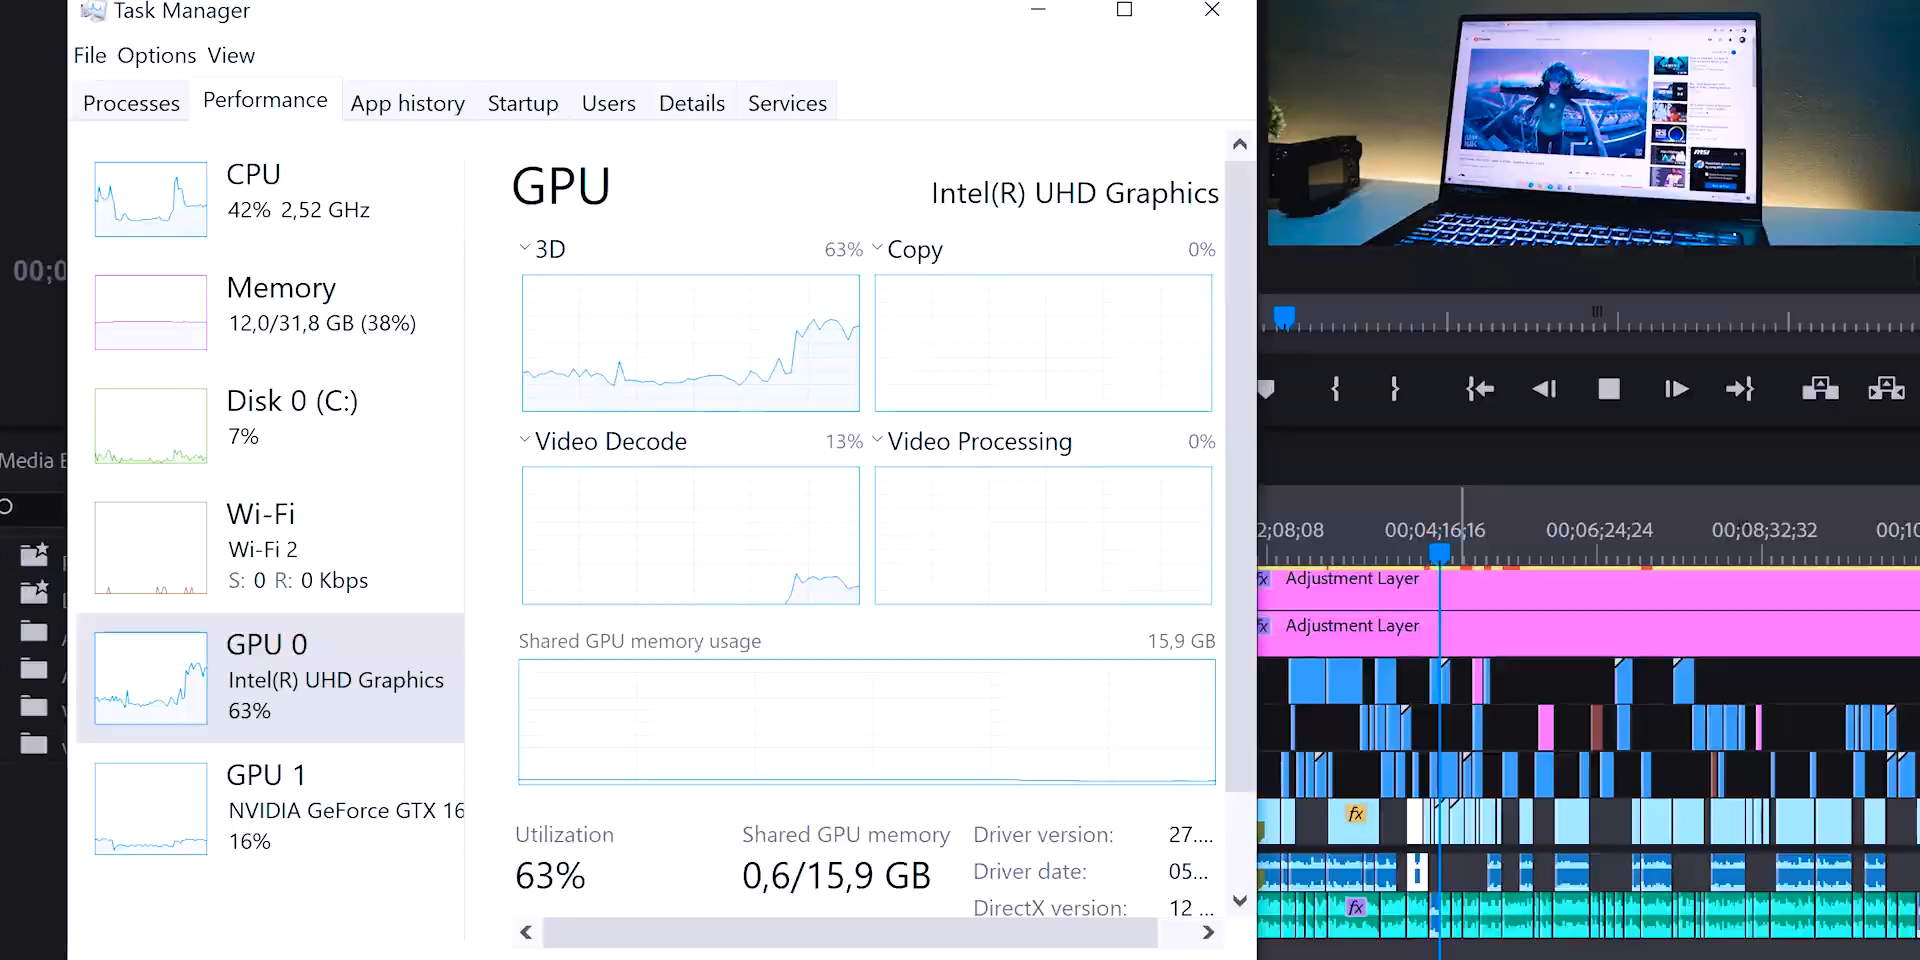 Task Manager
File Options View
Processes Performance App history Startup Users Details Services
CPU
42% 2,52 GHz
Memory
12,0/31,8 GB (38%)
Disk 0 (C:)
7%
Wi-Fi
Wi-Fi 2
S: 0 R: 0 Kbps
GPU 0
Intel(R) UHD Graphics
63%
GPU 1
NVIDIA GeForce GTX 16
16%
GPU
Intel(R) UHD Graphics
3D 63%
Copy 0%
Video Decode 13%
Video Processing 0%
Shared GPU memory usage 15,9 GB
Utilization
63%
Shared GPU memory
0,6/15,9 GB
Driver version: 27....
Driver date: 05...
DirectX version: 12 ...
00;0
Media E
2;08;08 00;04;16;16 00;06;24;24 00;08;32;32 00;10
fx Adjustment Layer
fx Adjustment Layer
fx
fx
msi